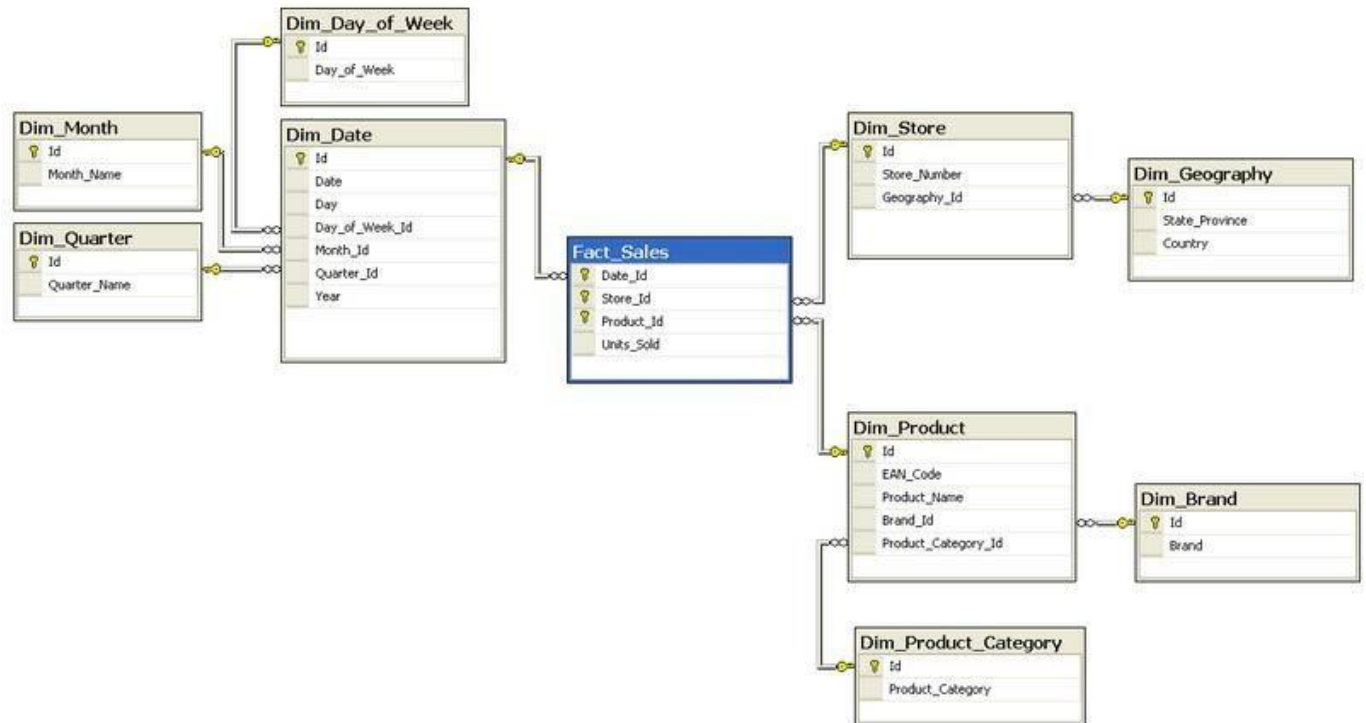 Dim_Day_of_Week
Id
Day_of_Week
Dim_Month
Id
Month_Name
Dim_Quarter
Id
Quarter_Name
Dim_Date
Id
Date
Day
Day_of_Week_Id
Month_Id
Quarter_Id
Year
Fact_Sales
Date_Id
Store_Id
Product_Id
Units_Sold
Dim_Store
Id
Store_Number
Geography_Id
Dim_Geography
Id
State_Province
Country
Dim_Product
Id
EAN_Code
Product_Name
Brand_Id
Product_Category_Id
Dim_Brand
Id
Brand
Dim_Product_Category
Id
Product_Category